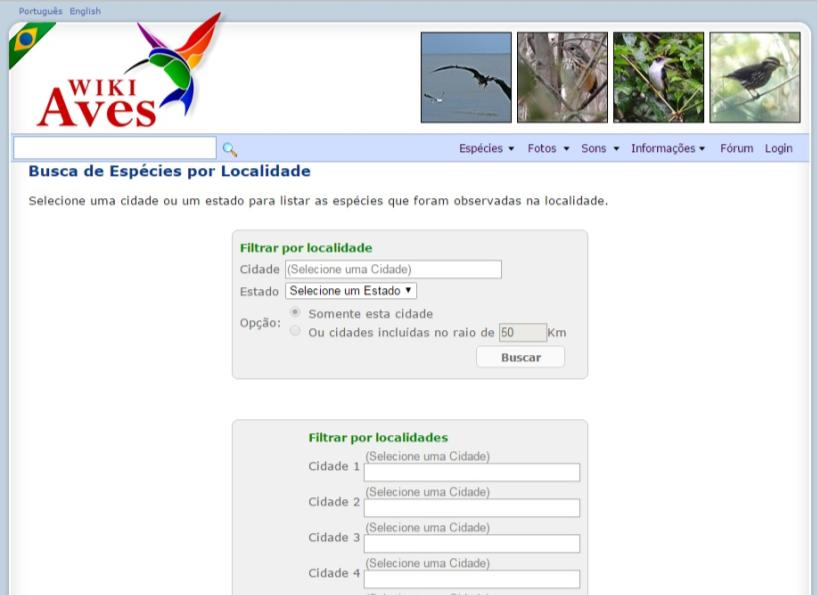 Português English
WIKI
Aves
Espécies Fotos Sons Informações Fórum Login
Busca de Espécies por Localidade
Selecione uma cidade ou um estado para listar as espécies que foram observadas na localidade.
Filtrar por localidade
Cidade (Selecione uma Cidade)
Estado Selecione um Estado
Opção: Somente esta cidade
Ou cidades incluídas no raio de 50 Km
Buscar
Filtrar por localidades
(Selecione uma Cidade)
Cidade 1
(Selecione uma Cidade)
Cidade 2
(Selecione uma Cidade)
Cidade 3
(Selecione uma Cidade)
Cidade 4